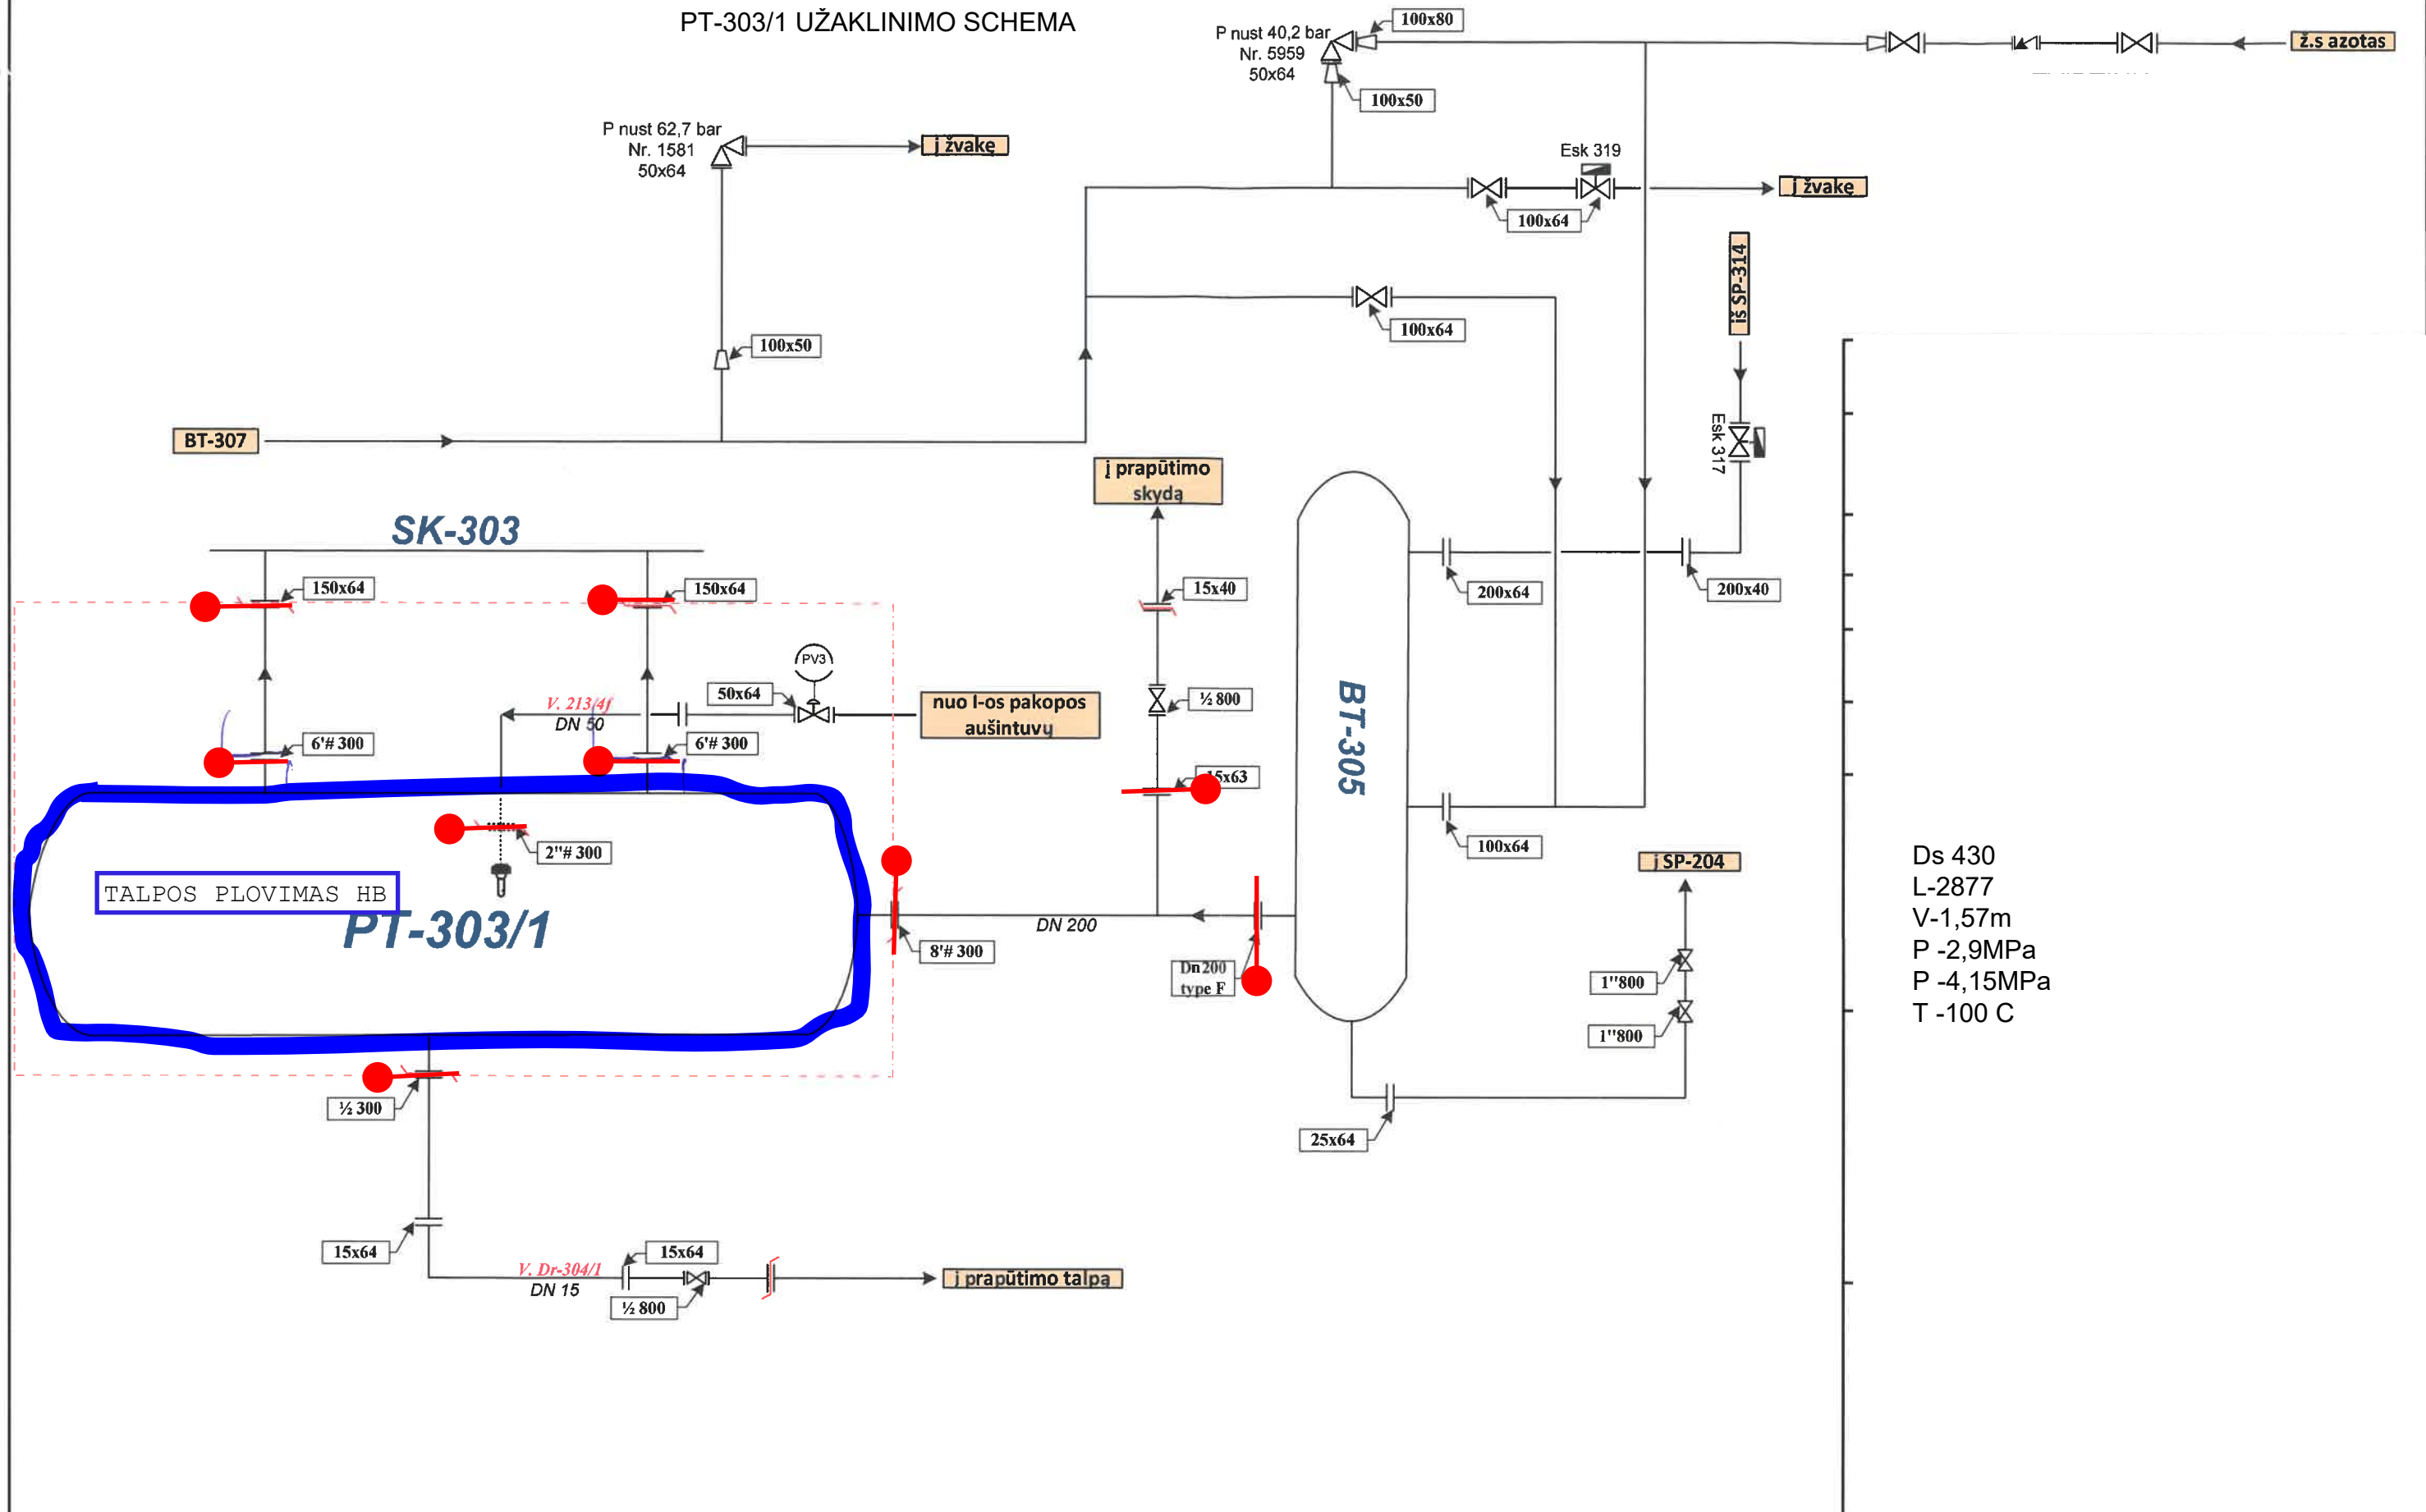 PT-303/1 UŽAKLINIMO SCHEMA
100x80
P nust 40,2 bar
Nr. 5959
50x64
ž.s azotas
100x50
P nust 62,7 bar
Nr. 1581
50x64
į žvakę
Esk 319
į žvakę
100x64
iš SP-314
100x64
100x50
Esk 317
BT-307
į prapūtimo
skydą
SK-303
150x64
150x64
15x40
200x64
200x40
PV3
50x64
V. 213/4f
DN 50
nuo I-os pakopos
aušintuvų
½ 800
BT-305
6'# 300
6'# 300
15x63
2"# 300
100x64
į SP-204
TALPOS PLOVIMAS HB
PT-303/1
DN 200
8'# 300
Dn200
type F
1"800
1"800
Ds 430
L-2877
V-1,57m
P -2,9MPa
P -4,15MPa
T -100 C
½ 300
25x64
15x64
V. Dr-304/1
DN 15
15x64
½ 800
į prapūtimo talpą